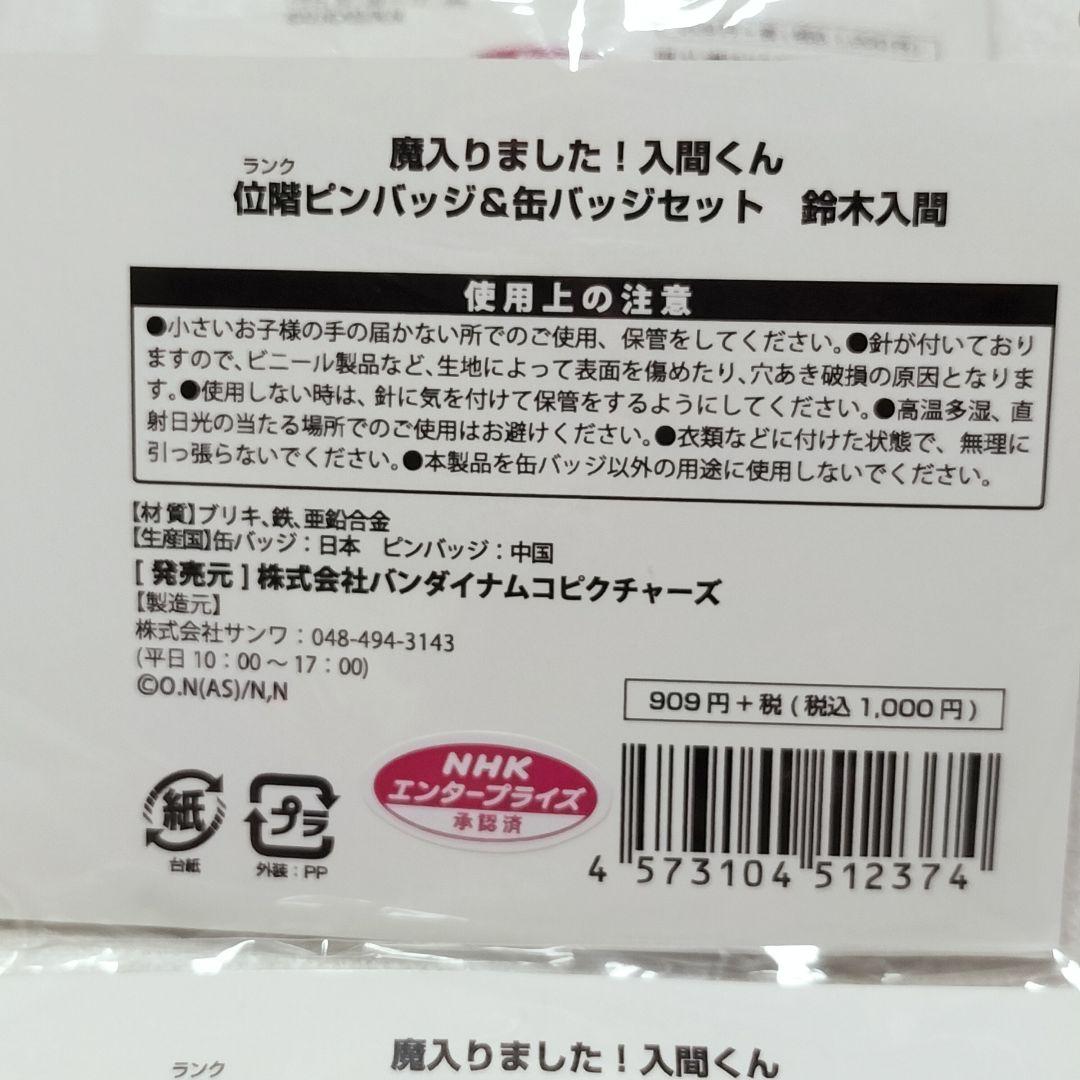 魔入りました！入間くん
ランク
位階ピンバッジ＆缶バッジセット　鈴木入間
使用上の注意
●小さいお子様の手の届かない所でのご使用、保管をしてください。●針が付いており
ますので、ビニール製品など、生地によって表面を傷めたり、穴あき破損の原因となりま
す。●使用しない時は、針に気を付けて保管をするようにしてください。●高温多湿、直
射日光の当たる場所でのご使用はお避けください。●衣類などに付けた状態で、無理に
引っ張らないでください。●本製品を缶バッジ以外の用途に使用しないでください。
【材質】ブリキ、鉄、亜鉛合金
【生産国】缶バッジ：日本　ピンバッジ：中国
[ 発売元 ] 株式会社バンダイナムコピクチャーズ
【製造元】
株式会社サンワ：048-494-3143
(平日 10：00～17：00)
©O.N(AS)/N,N
909円＋税(税込1,000円)
紙
台紙
プラ
外装：PP
NHK
エンタープライズ
承認済
4 573104 512374
魔入りました！入間くん
ランク